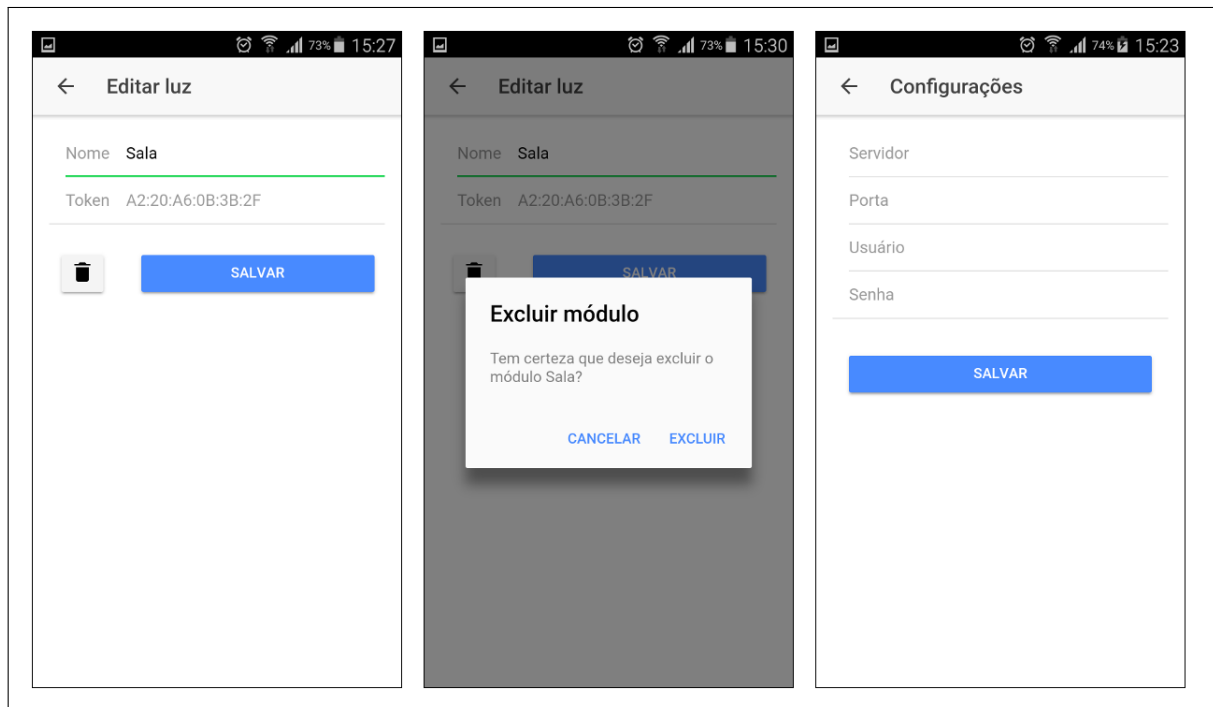 73% 15:27
Editar luz
Nome Sala
Token A2:20:A6:0B:3B:2F
SALVAR
73% 15:30
Editar luz
Nome Sala
Token A2:20:A6:0B:3B:2F
SALVAR
Excluir módulo
Tem certeza que deseja excluir o
módulo Sala?
CANCELAR EXCLUIR
74% 15:23
Configurações
Servidor
Porta
Usuário
Senha
SALVAR